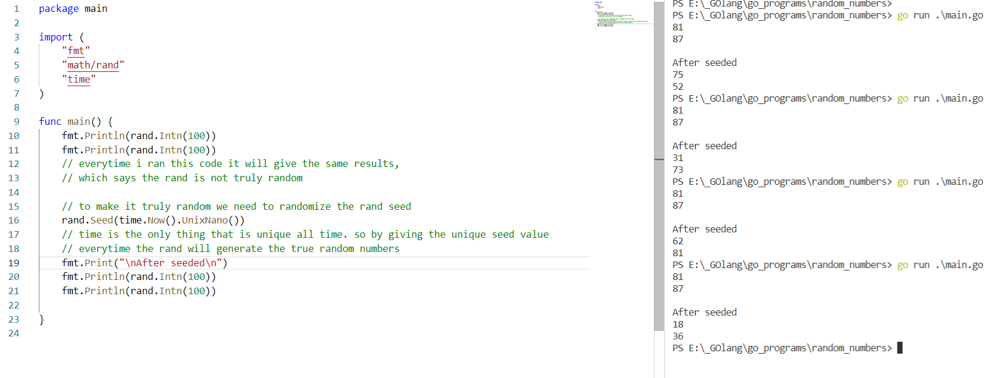 1 package main
2
3 import (
4 "fmt"
5 "math/rand"
6 "time"
7 )
8
9 func main() {
10 fmt.Println(rand.Intn(100))
11 fmt.Println(rand.Intn(100))
12 // everytime i ran this code it will give the same results,
13 // which says the rand is not truly random
14
15 // to make it truly random we need to randomize the rand seed
16 rand.Seed(time.Now().UnixNano())
17 // time is the only thing that is unique all time. so by giving the unique seed value
18 // everytime the rand will generate the true random numbers
19 fmt.Print("\nAfter seeded\n")
20 fmt.Println(rand.Intn(100))
21 fmt.Println(rand.Intn(100))
22
23 }
24
PS E:\_GOlang\go_programs\random_numbers>
PS E:\_GOlang\go_programs\random_numbers> go run .\main.go
81
87
After seeded
75
52
PS E:\_GOlang\go_programs\random_numbers> go run .\main.go
81
87
After seeded
31
73
PS E:\_GOlang\go_programs\random_numbers> go run .\main.go
81
87
After seeded
62
81
PS E:\_GOlang\go_programs\random_numbers> go run .\main.go
81
87
After seeded
18
36
PS E:\_GOlang\go_programs\random_numbers>